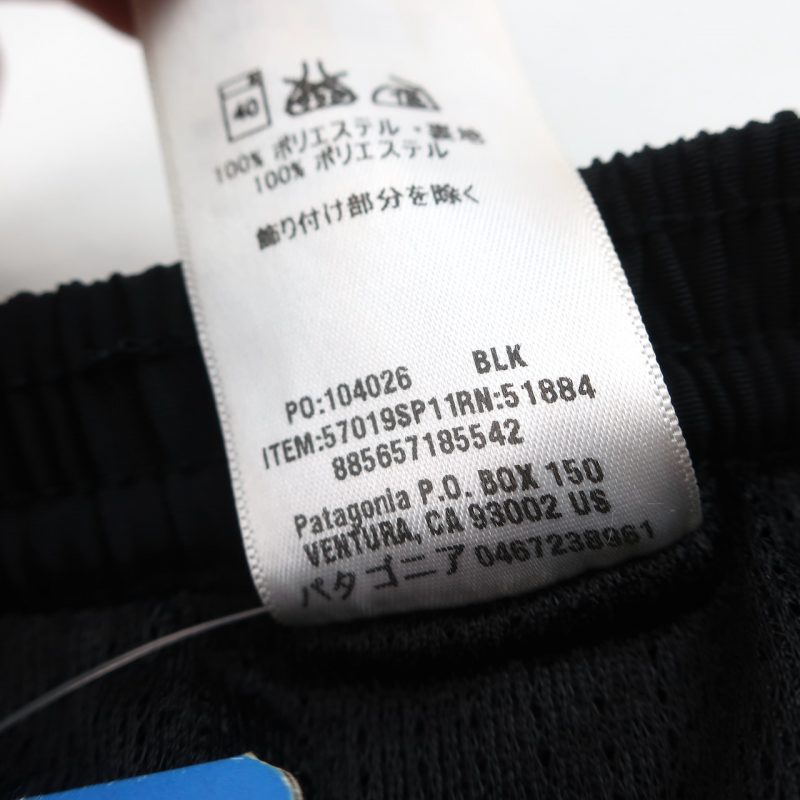 40
100% ポリエステル・裏地
100% ポリエステル
飾り付け部分を除く
PO:104026 BLK
ITEM:57019SP11RN:51884
885657185542
Patagonia P.O. BOX 150
VENTURA, CA 93002 US
パタゴニア 0467238961